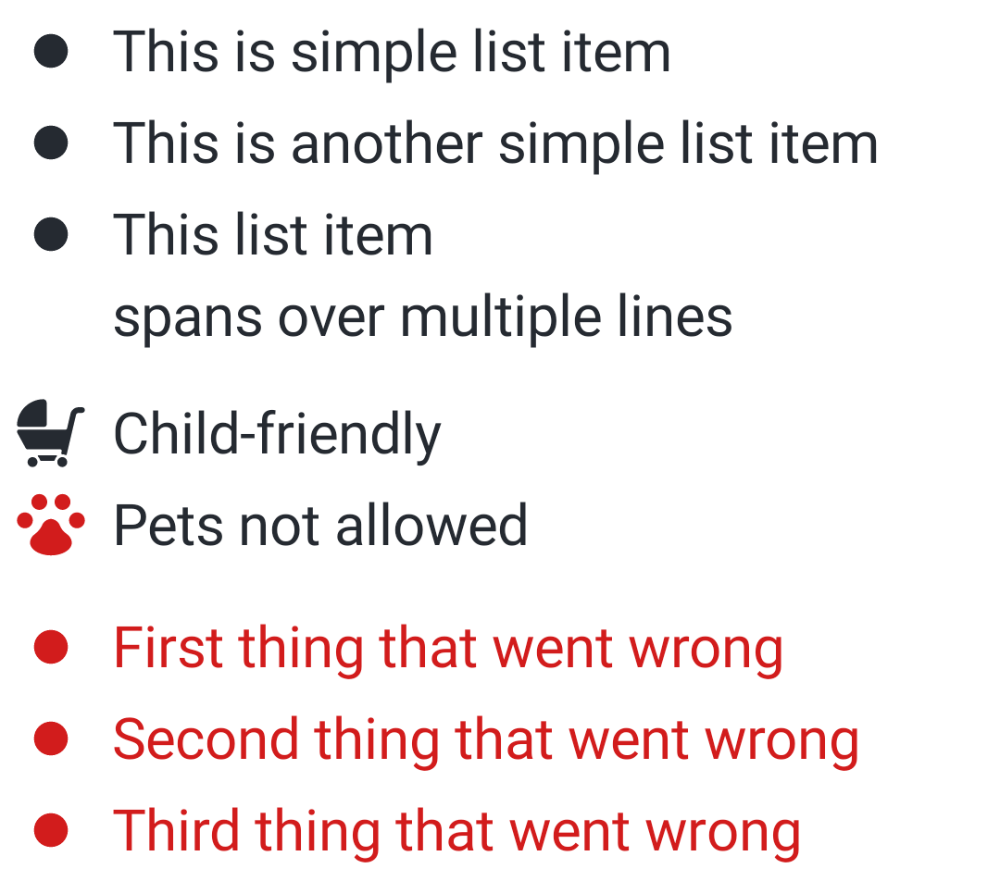 This is simple list item
This is another simple list item
This list item
spans over multiple lines
Child-friendly
Pets not allowed
First thing that went wrong
Second thing that went wrong
Third thing that went wrong